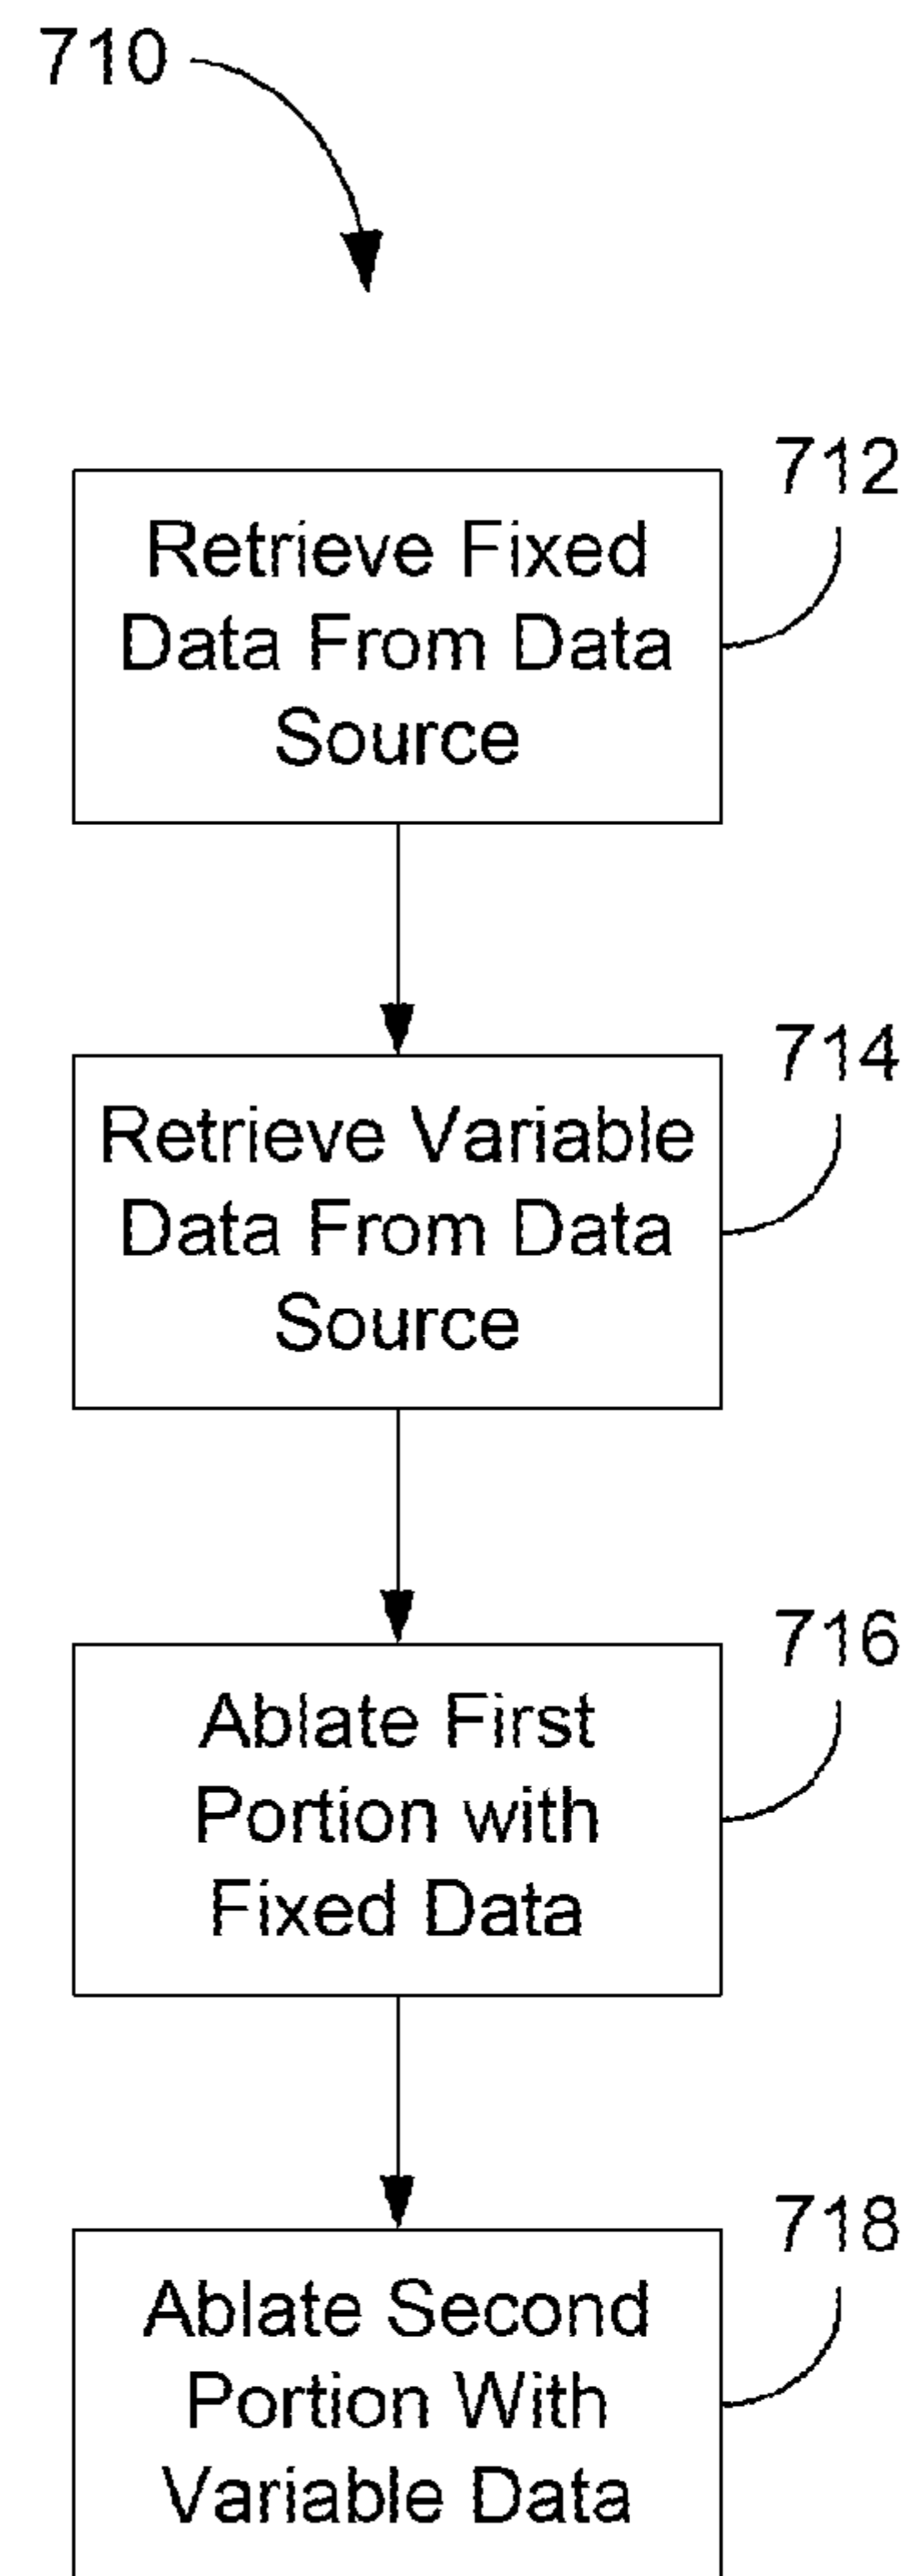 710
712
Retrieve Fixed
Data From Data
Source
714
Retrieve Variable
Data From Data
Source
716
Ablate First
Portion with
Fixed Data
718
Ablate Second
Portion With
Variable Data